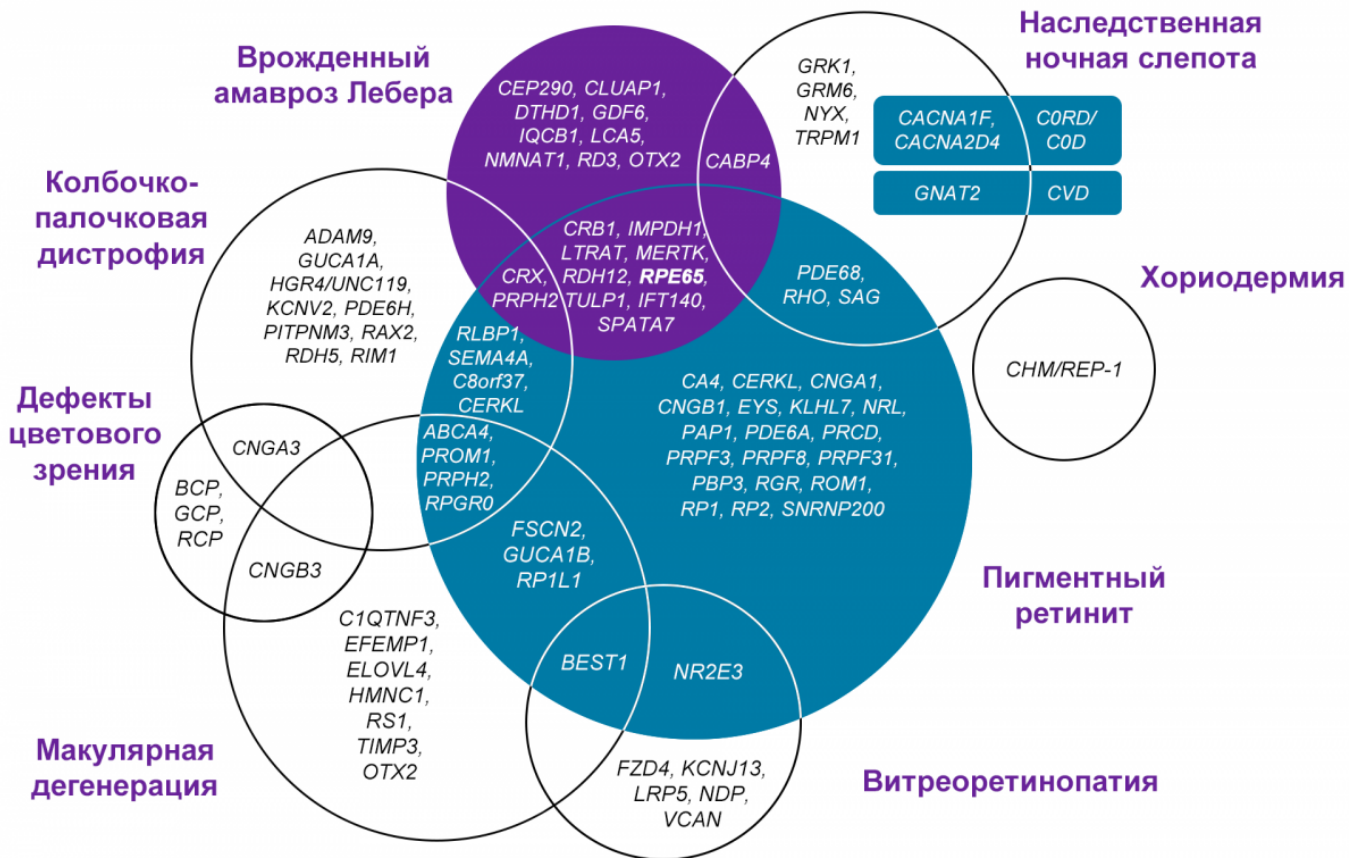 Врожденный
амавроз Лебера
CEP290, CLUAP1,
DTHD1, GDF6,
IQCB1, LCA5,
NMNAT1, RD3, OTX2
CABP4
Наследственная
ночная слепота
GRK1,
GRM6,
NYX,
TRPM1
CACNA1F,
CACNA2D4
C0RD/
C0D
GNAT2
CVD
Колбочко-
палочковая
дистрофия
ADAM9,
GUCA1A,
HGR4/UNC119,
KCNV2, PDE6H,
PITPNM3, RAX2,
RDH5, RIM1
CRX,
PRPH2
CRB1, IMPDH1,
LTRAT, MERTK,
RDH12, RPE65,
TULP1, IFT140,
SPATA7
PDE68,
RHO, SAG
Хориодермия
CHM/REP-1
RLBP1,
SEMA4A,
C8orf37,
CERKL
ABCA4,
PROM1,
PRPH2,
RPGR0
CA4, CERKL, CNGA1,
CNGB1, EYS, KLHL7, NRL,
PAP1, PDE6A, PRCD,
PRPF3, PRPF8, PRPF31,
PBP3, RGR, ROM1,
RP1, RP2, SNRNP200
Дефекты
цветового
зрения
CNGA3
BCP,
GCP,
RCP
CNGB3
FSCN2,
GUCA1B,
RP1L1
Пигментный
ретинит
C1QTNF3,
EFEMP1,
ELOVL4,
HMNC1,
RS1,
TIMP3,
OTX2
BEST1
NR2E3
Макулярная
дегенерация
FZD4, KCNJ13,
LRP5, NDP,
VCAN
Витреоретинопатия